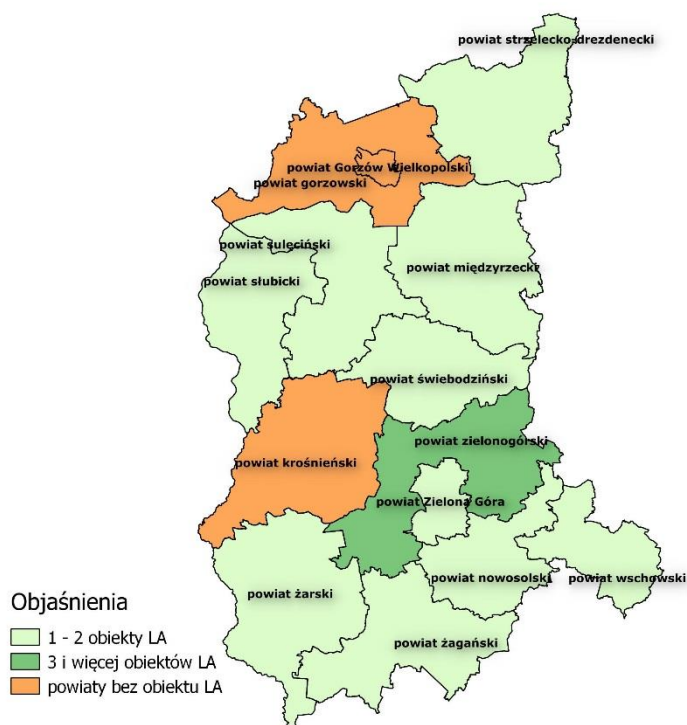 powiat strzelecko-drezdenecki
powiat Gorzów Wielkopolski
powiat gorzowski
powiat sulęciński
powiat międzyrzecki
powiat słubicki
powiat świebodziński
powiat zielonogórski
powiat krośnieński
powiat Zielona Góra
powiat nowosolski
powiat wschowski
powiat żarski
powiat żagański
Objaśnienia
1 - 2 obiekty LA
3 i więcej obiektów LA
powiaty bez obiektu LA